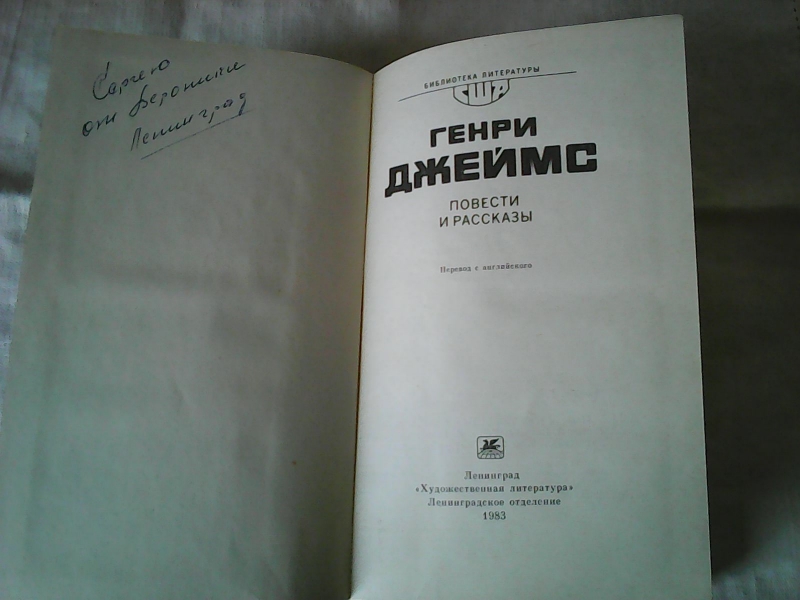 Сергею
от Вероники
Ленинград
БИБЛИОТЕКА ЛИТЕРАТУРЫ
США
ГЕНРИ
ДЖЕЙМС
ПОВЕСТИ
И РАССКАЗЫ
Перевод с английского
Ленинград
«Художественная литература»
Ленинградское отделение
1983